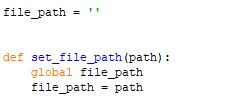 file_path = ''
def set_file_path(path):
    global file_path
    file_path = path